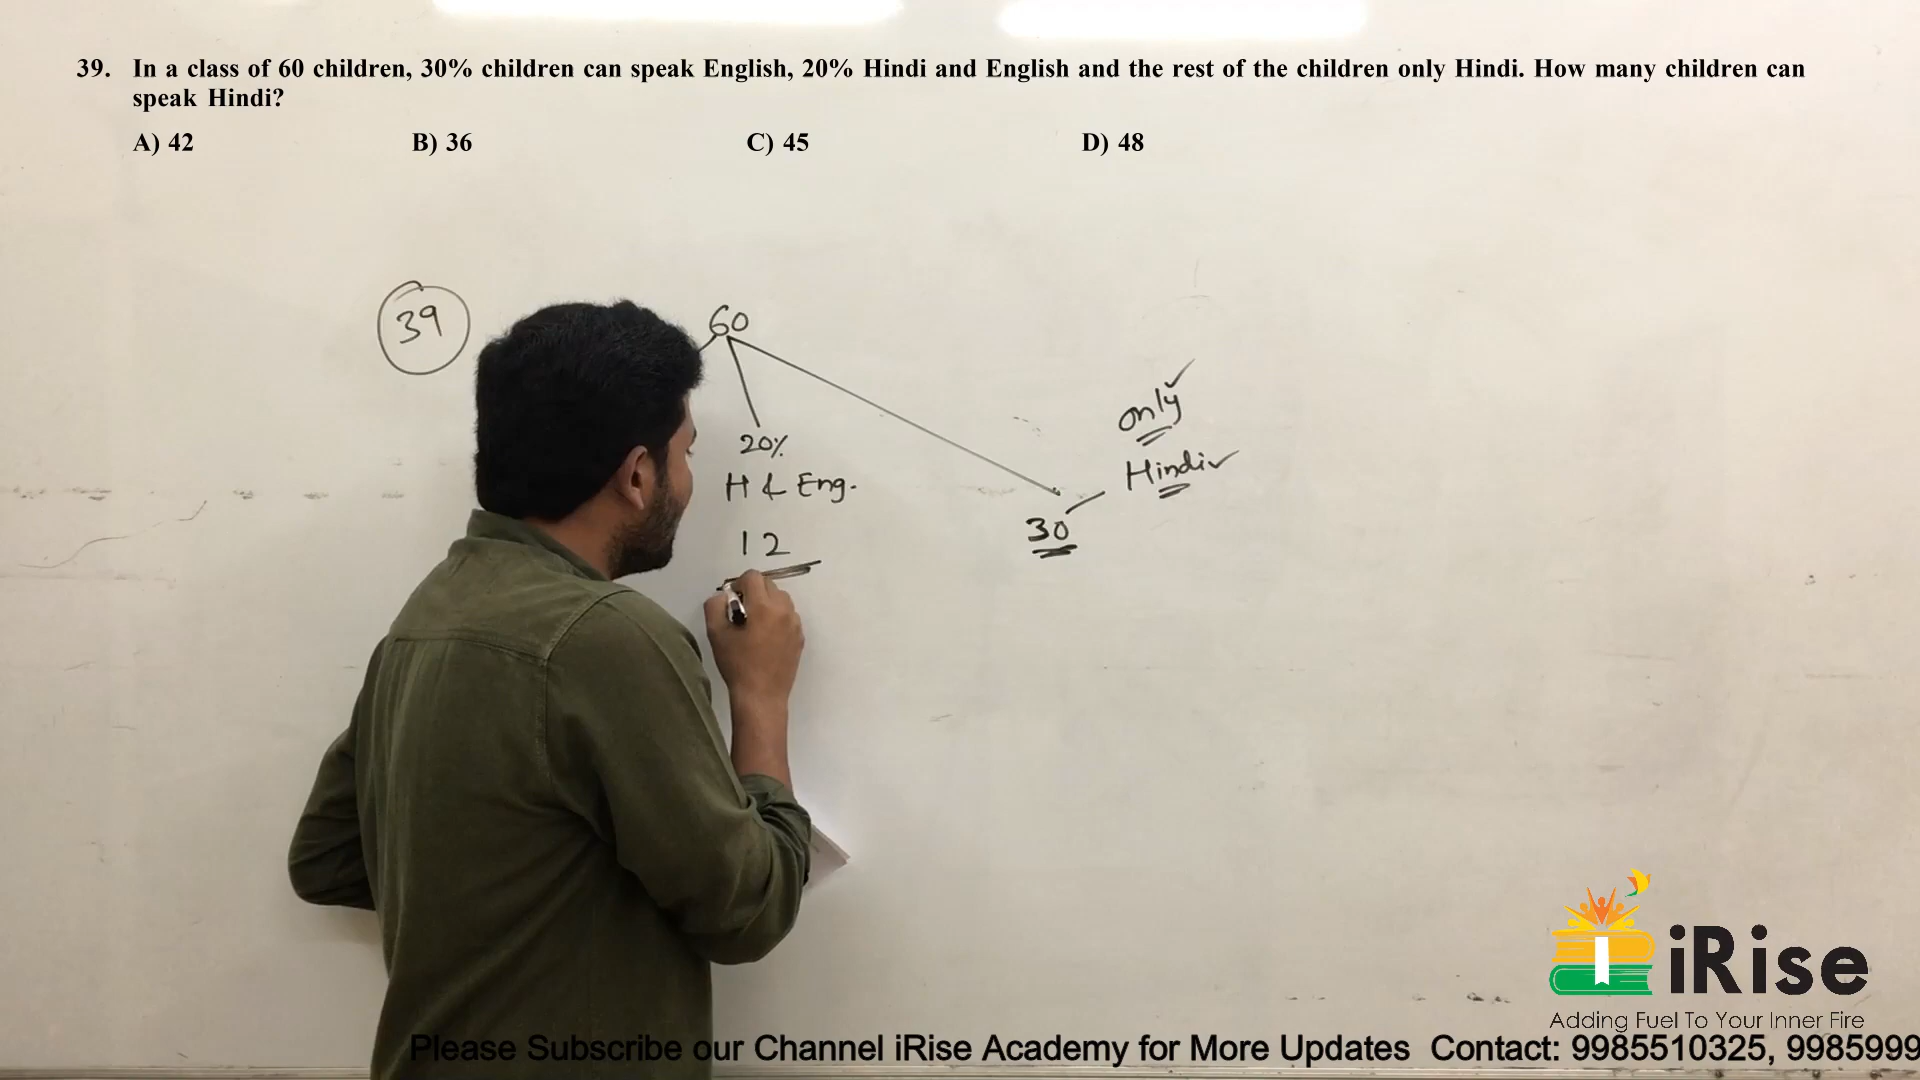 39. In a class of 60 children, 30% children can speak English, 20% Hindi and English and the rest of the children only Hindi. How many children can
speak Hindi?
A) 42 B) 36 C) 45 D) 48
39
60
20%
H & Eng.
12
only
Hindi
30
iRise
Adding Fuel To Your Inner Fire
Please Subscribe our Channel iRise Academy for More Updates Contact: 9985510325, 9985999